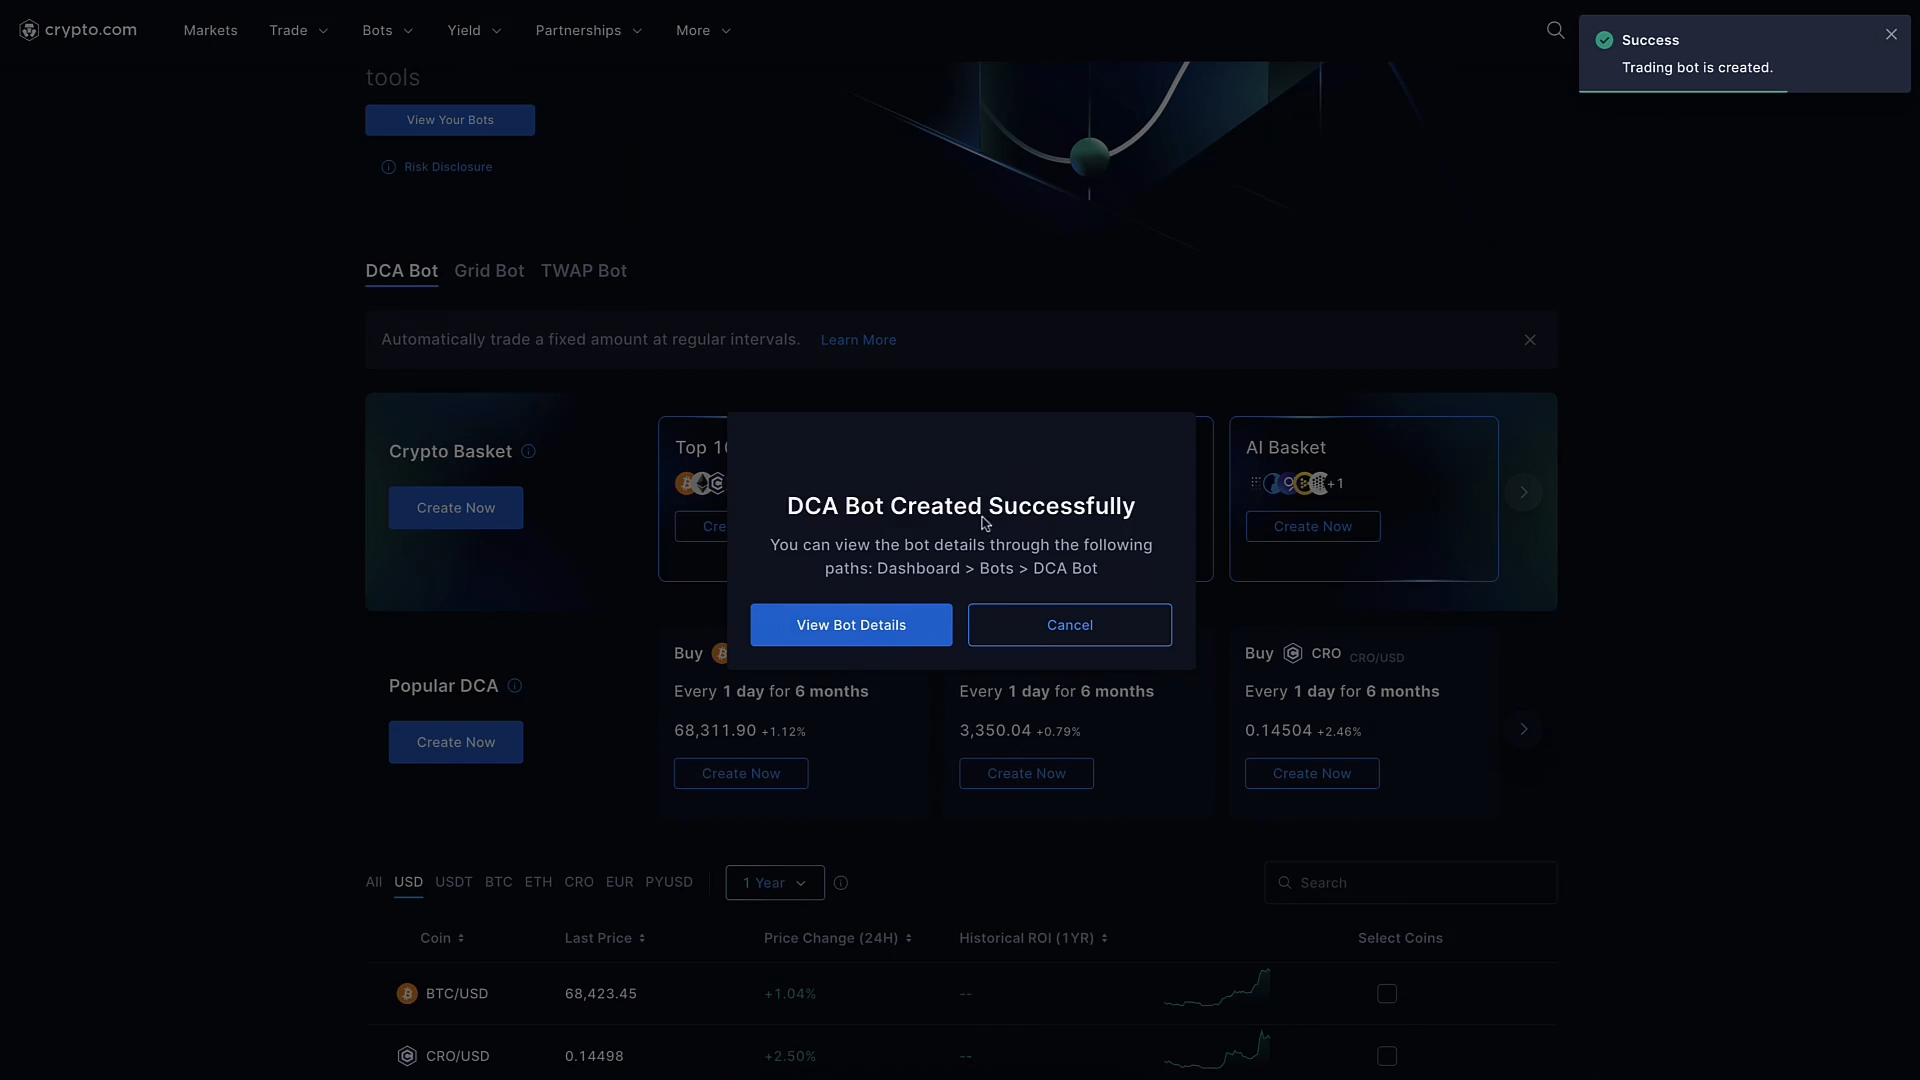 crypto.com
Markets
Trade
Bots
Yield
Partnerships
More
Success
Trading bot is created.
tools
View Your Bots
Risk Disclosure
DCA Bot
Grid Bot
TWAP Bot
Automatically trade a fixed amount at regular intervals.
Learn More
Crypto Basket
Create Now
Top 10
Cre
AI Basket
+1
Create Now
DCA Bot Created Successfully
You can view the bot details through the following
paths: Dashboard > Bots > DCA Bot
View Bot Details
Cancel
Popular DCA
Create Now
Buy
Every 1 day for 6 months
68,311.90 +1.12%
Create Now
Every 1 day for 6 months
3,350.04 +0.79%
Create Now
Buy CRO CRO/USD
Every 1 day for 6 months
0.14504 +2.46%
Create Now
All USD USDT BTC ETH CRO EUR PYUSD
1 Year
Search
Coin Last Price Price Change (24H) Historical ROI (1YR) Select Coins
BTC/USD 68,423.45 +1.04% --
CRO/USD 0.14498 +2.50% --